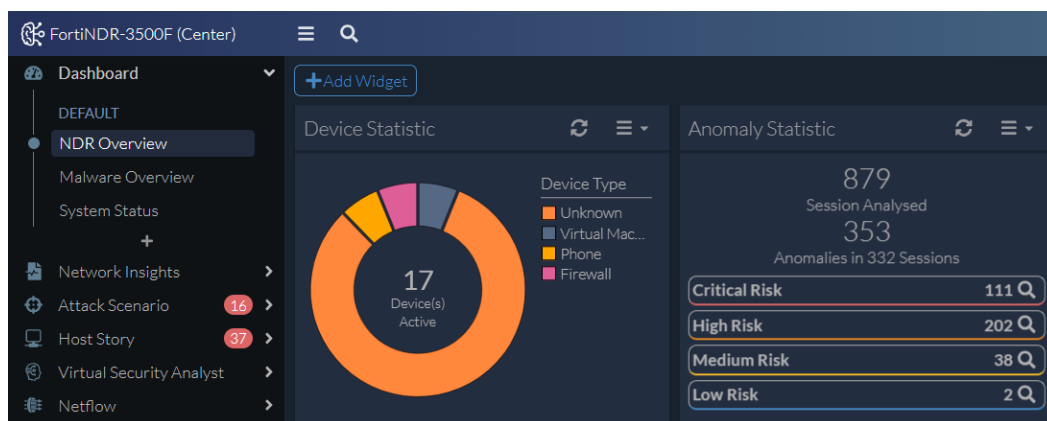 FortiNDR-3500F (Center)
Dashboard
DEFAULT
NDR Overview
Malware Overview
System Status
+
Network Insights
Attack Scenario 16
Host Story 37
Virtual Security Analyst
Netflow
+Add Widget
Device Statistic
17
Device(s)
Active
Device Type
Unknown
Virtual Mac...
Phone
Firewall
Anomaly Statistic
879
Session Analysed
353
Anomalies in 332 Sessions
Critical Risk 111
High Risk 202
Medium Risk 38
Low Risk 2